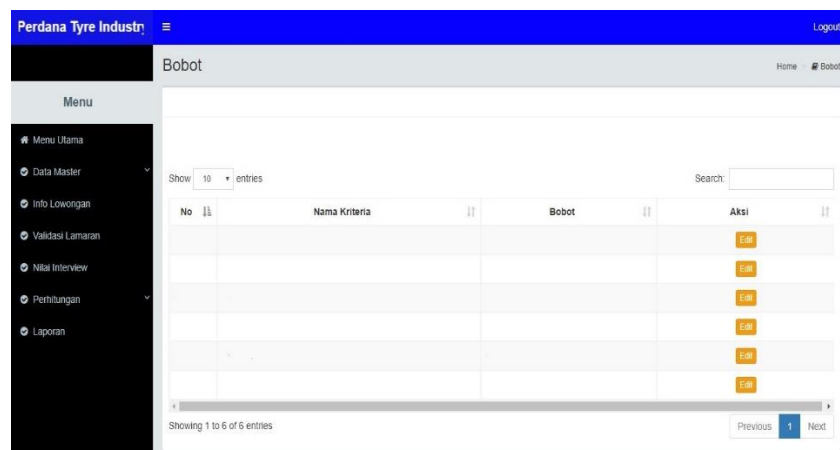 Perdana Tyre Industr
Logout
Bobot
Home Bobot
Menu
Menu Utama
Data Master
Info Lowongan
Validasi Lamaran
Nilai Interview
Perhitungan
Laporan
Show 10 entries
Search:
No Nama Kriteria Bobot Aksi
Edit
Edit
Edit
Edit
Edit
Edit
Showing 1 to 6 of 6 entries
Previous 1 Next